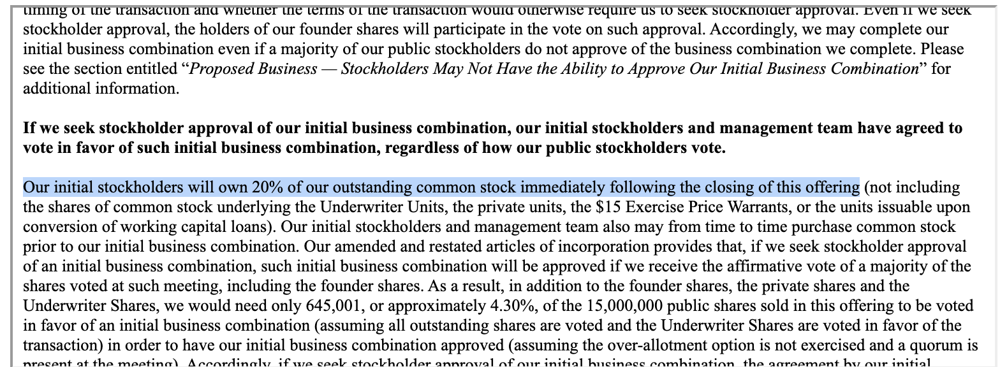 timing of the transaction and whether the terms of the transaction would otherwise require us to seek stockholder approval. Even if we seek
stockholder approval, the holders of our founder shares will participate in the vote on such approval. Accordingly, we may complete our
initial business combination even if a majority of our public stockholders do not approve of the business combination we complete. Please
see the section entitled “Proposed Business — Stockholders May Not Have the Ability to Approve Our Initial Business Combination” for
additional information.
If we seek stockholder approval of our initial business combination, our initial stockholders and management team have agreed to
vote in favor of such initial business combination, regardless of how our public stockholders vote.
Our initial stockholders will own 20% of our outstanding common stock immediately following the closing of this offering (not including
the shares of common stock underlying the Underwriter Units, the private units, the $15 Exercise Price Warrants, or the units issuable upon
conversion of working capital loans). Our initial stockholders and management team also may from time to time purchase common stock
prior to our initial business combination. Our amended and restated articles of incorporation provides that, if we seek stockholder approval
of an initial business combination, such initial business combination will be approved if we receive the affirmative vote of a majority of the
shares voted at such meeting, including the founder shares. As a result, in addition to the founder shares, the private shares and the
Underwriter Shares, we would need only 645,001, or approximately 4.30%, of the 15,000,000 public shares sold in this offering to be voted
in favor of an initial business combination (assuming all outstanding shares are voted and the Underwriter Shares are voted in favor of the
transaction) in order to have our initial business combination approved (assuming the over-allotment option is not exercised and a quorum is
present at the meeting). Accordingly, if we seek stockholder approval of our initial business combination, the agreement by our initial